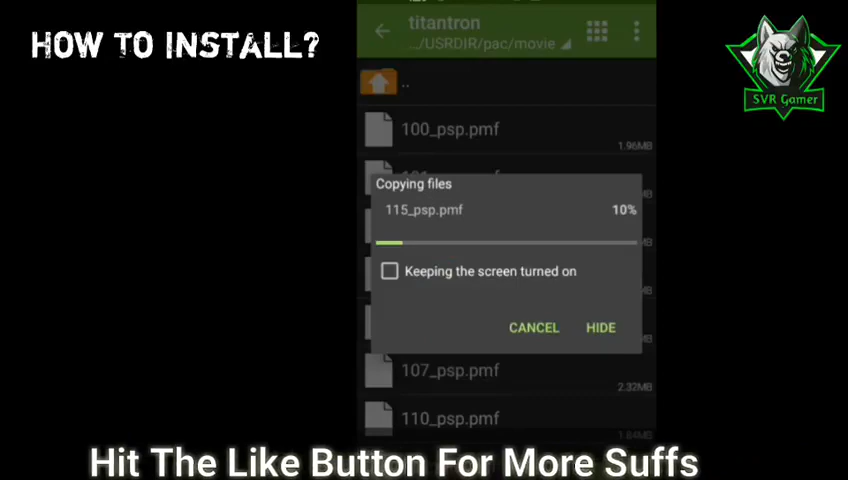 HOW TO INSTALL?
titantron
../USRDIR/pac/movie
SVR Gamer
..
100_psp.pmf
1.96MB
Copying files
115_psp.pmf
10%
Keeping the screen turned on
CANCEL
HIDE
107_psp.pmf
2.32MB
110_psp.pmf
1.84MB
Hit The Like Button For More Suffs